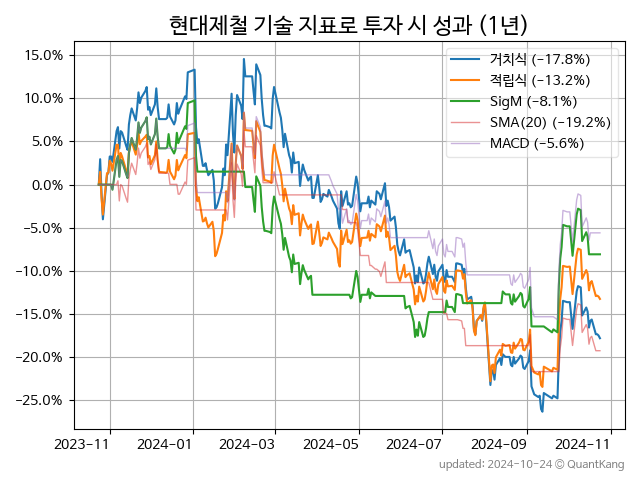 현대제철 기술 지표로 투자 시 성과 (1년)
15.0%
10.0%
5.0%
0.0%
−5.0%
−10.0%
−15.0%
−20.0%
−25.0%
거치식 (−17.8%)
적립식 (−13.2%)
SigM (−8.1%)
SMA(20) (−19.2%)
MACD (−5.6%)
2023-11
2024-01
2024-03
2024-05
2024-07
2024-09
2024-11
updated: 2024-10-24 © QuantKang